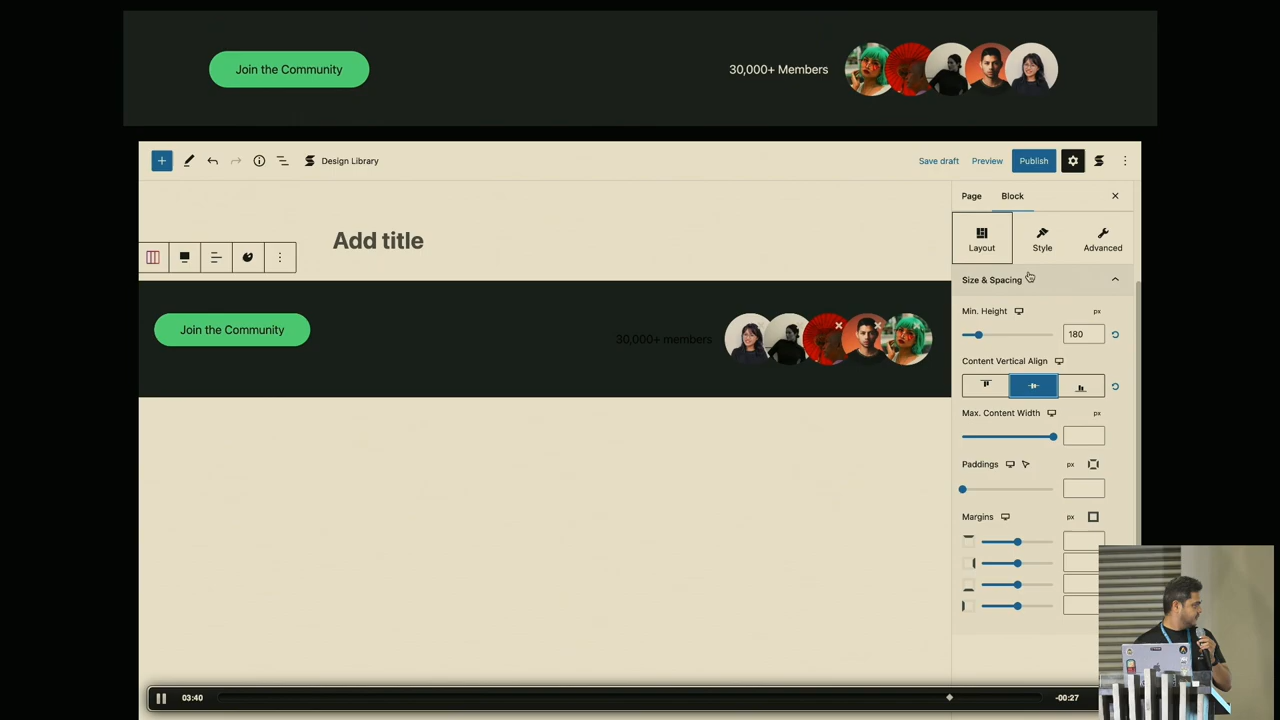 Join the Community
30,000+ Members
Design Library
Save draft
Preview
Publish
Page
Block
Add title
Layout
Style
Advanced
Size & Spacing
Min. Height
px
180
Join the Community
30,000+ members
Content Vertical Align
Max. Content Width
px
Paddings
px
Margins
px
03:40
-00:27